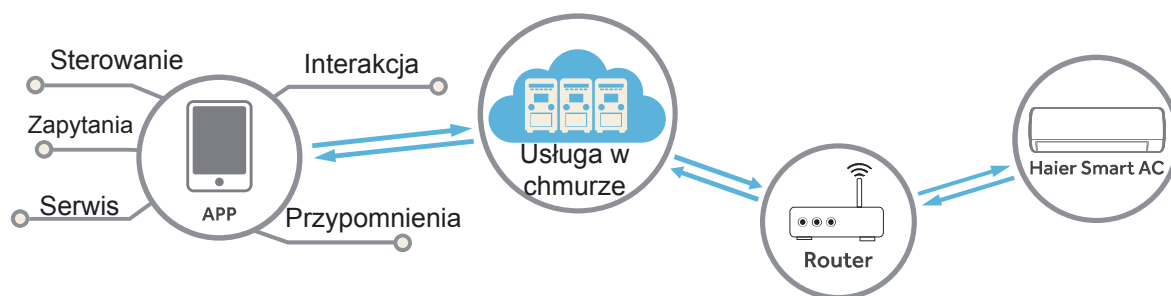 Sterowanie
Interakcja
Zapytania
Serwis
APP
Przypomnienia
Usługa w
chmurze
Router
Haier Smart AC